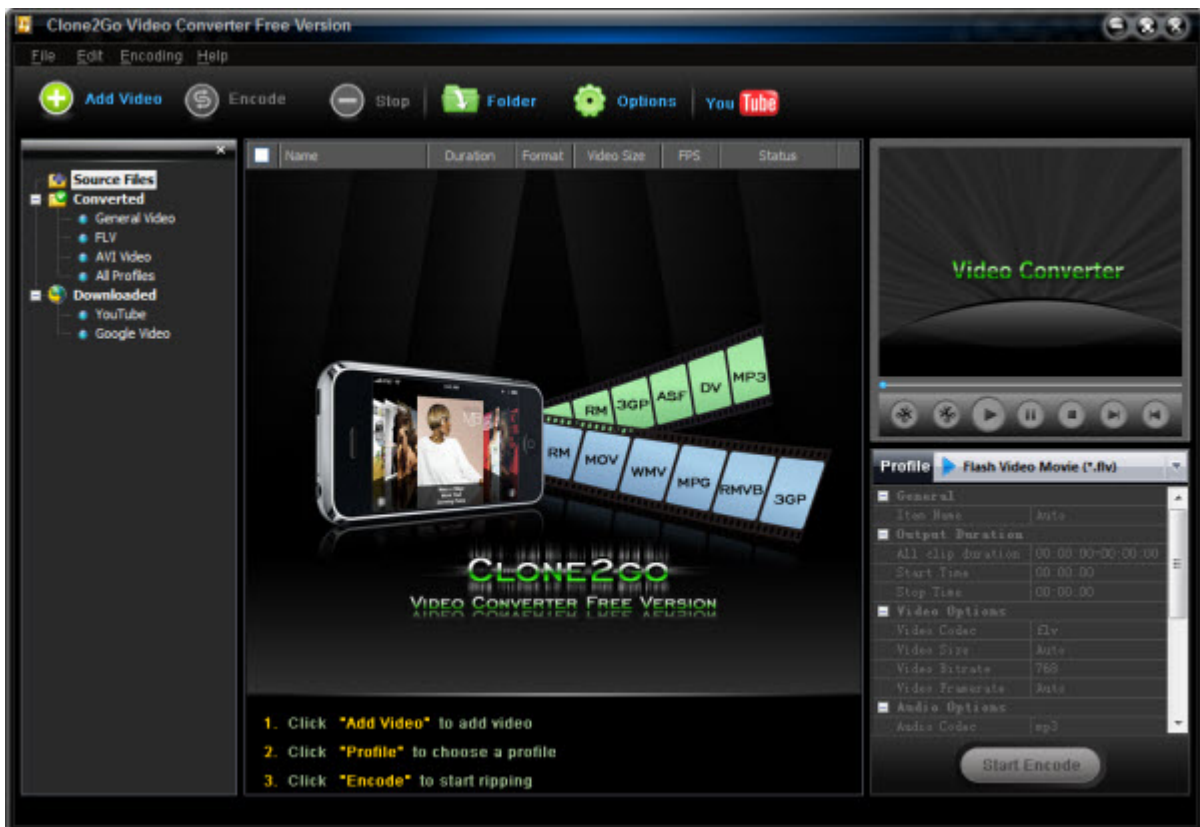 Clone2Go Video Converter Free Version
File Edit Encoding Help
Add Video Encode Stop Folder Options You Tube
Name Duration Format Video Size FPS Status
Source Files
Converted
General Video
FLV
AVI Video
All Profiles
Downloaded
YouTube
Google Video
RM 3GP ASF DV MP3
RM MOV WMV MPG RMVB 3GP
CLONE2GO
VIDEO CONVERTER FREE VERSION
1. Click "Add Video" to add video
2. Click "Profile" to choose a profile
3. Click "Encode" to start ripping
Video Converter
Profile Flash Video Movie (*.flv)
General
Item Name Auto
Output Duration
All clip duration 00:00:00-00:00:00
Start Time 00:00:00
Stop Time 00:00:00
Video Options
Video Codec flv
Video Size Auto
Video Bitrate 768
Video Framerate Auto
Audio Options
Audio Codec mp3
Start Encode